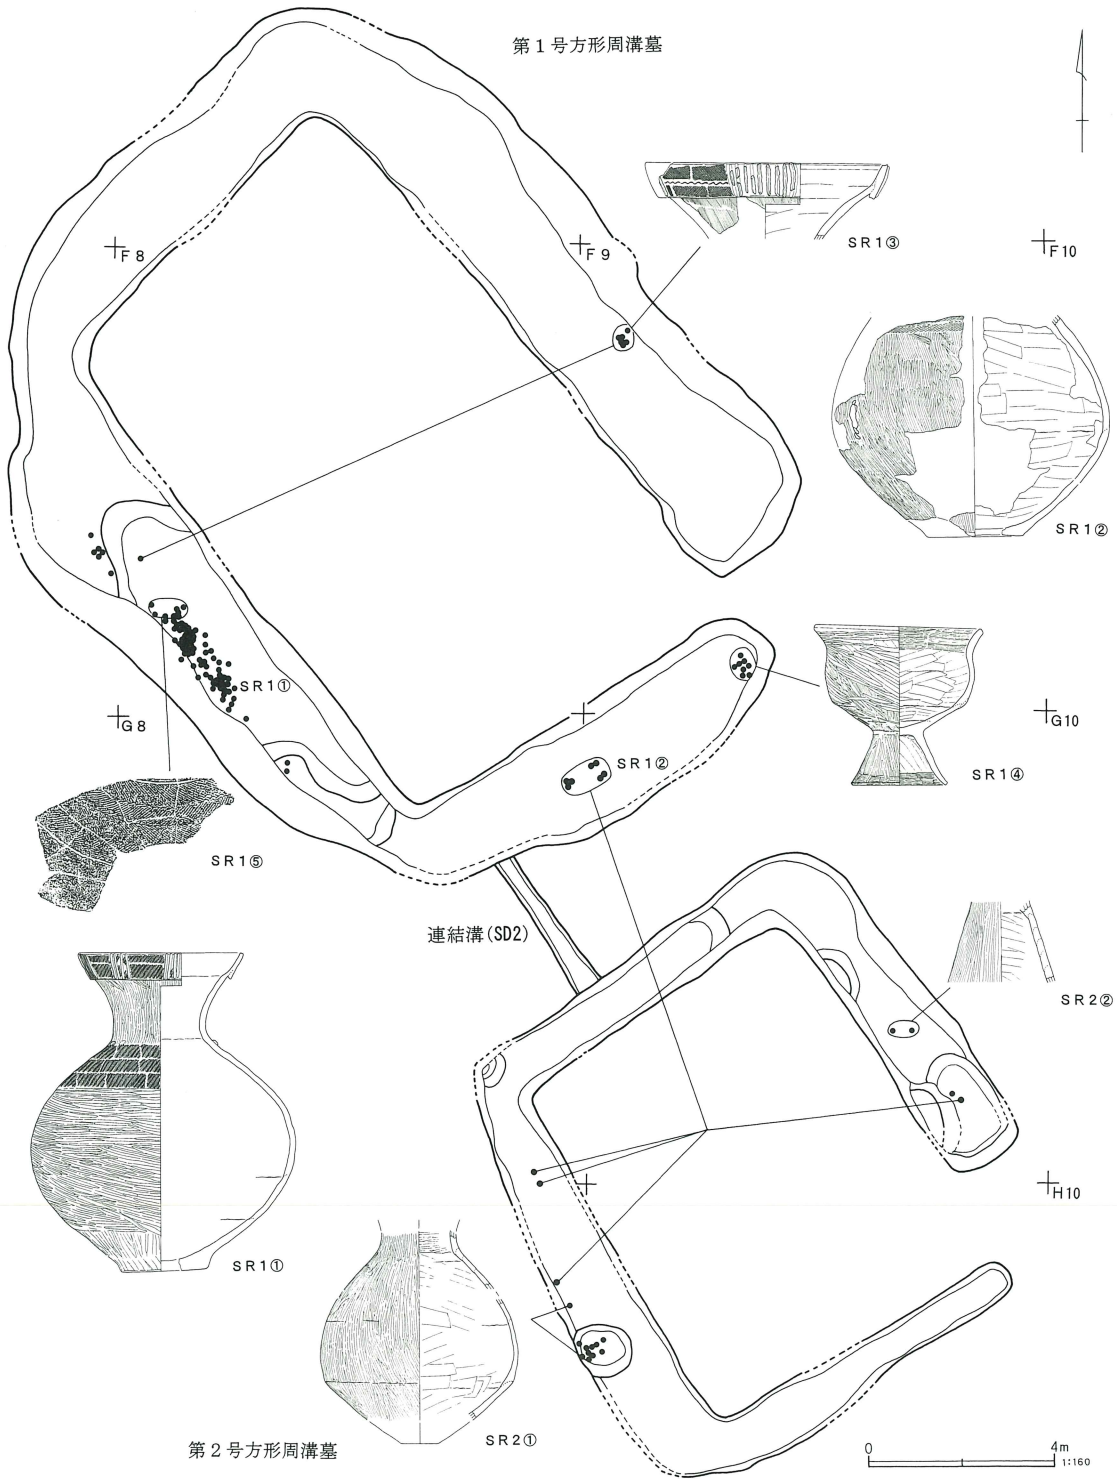 第1号方形周溝墓
SR1③
F8
F9
F10
SR1②
SR1①
G8
SR1②
G10
SR1④
SR1⑤
連結溝(SD2)
SR2②
H10
SR1①
SR2①
第2号方形周溝墓
0 4m
1:160